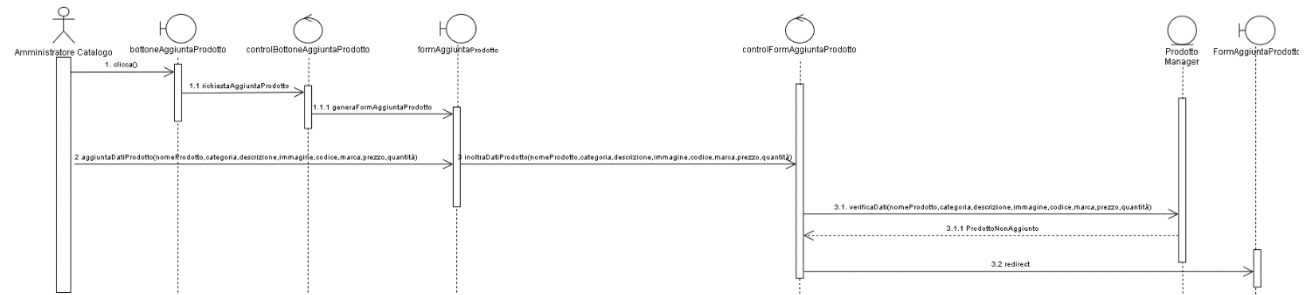 Amministratore Catalogo
bottoneAggiuntaProdotto
controlBottoneAggiuntaProdotto
formAggiuntaProdotto
controlFormAggiuntaProdotto
Prodotto
Manager
FormAggiuntaProdotto
1. clicca()
1.1 richiestaAggiuntaProdotto
1.1.1 generaFormAggiuntaProdotto
2 aggiuntaDatiProdotto(nomeProdotto,categoria,descrizione,immagine,codice,marca,prezzo,quantità)
3 inoltraDatiProdotto(nomeProdotto,categoria,descrizione,immagine,codice,marca,prezzo,quantità)
3.1. verificaDati(nomeProdotto,categoria,descrizione,immagine,codice,marca,prezzo,quantità)
3.1.1 ProdottoNonAggiunto
3.2 redirect